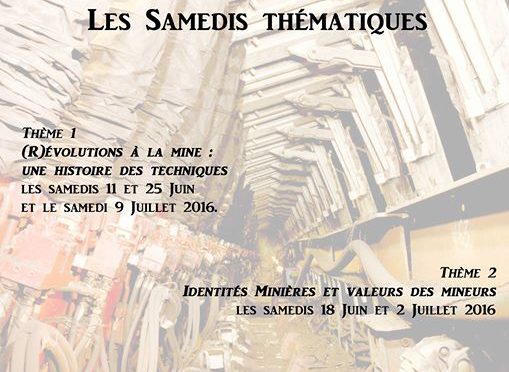 Les Samedis thématiques
Thème 1
(R)évolutions à la mine :
une histoire des techniques
les samedis 11 et 25 Juin
et le samedi 9 Juillet 2016.
Thème 2
Identités Minières et valeurs des mineurs
les samedis 18 Juin et 2 Juillet 2016